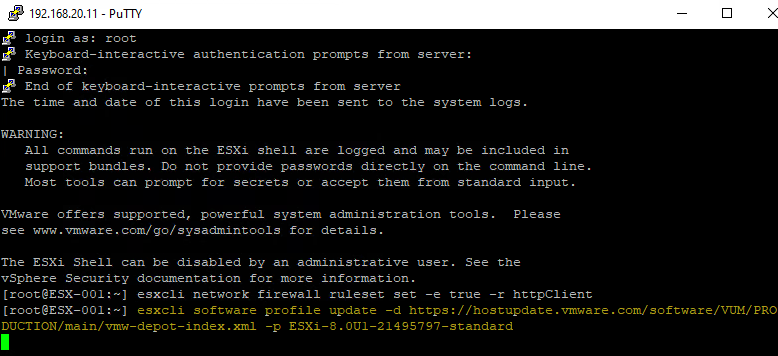 192.168.20.11 - PuTTY
login as: root
Keyboard-interactive authentication prompts from server:
| Password:
End of keyboard-interactive prompts from server
The time and date of this login have been sent to the system logs.
WARNING:
All commands run on the ESXi shell are logged and may be included in
support bundles. Do not provide passwords directly on the command line.
Most tools can prompt for secrets or accept them from standard input.
VMware offers supported, powerful system administration tools.  Please
see www.vmware.com/go/sysadmintools for details.
The ESXi Shell can be disabled by an administrative user. See the
vSphere Security documentation for more information.
[root@ESX-001:~] esxcli network firewall ruleset set -e true -r httpClient
[root@ESX-001:~] esxcli software profile update -d https://hostupdate.vmware.com/software/VUM/PRO
DUCTION/main/vmw-depot-index.xml -p ESXi-8.0U1-21495797-standard